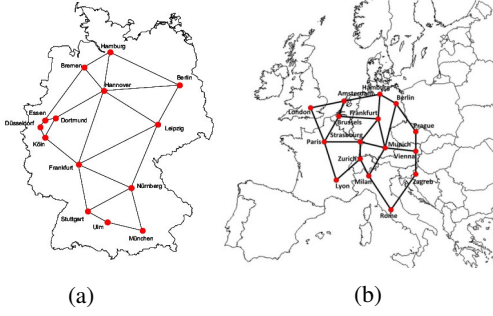 Hamburg
Bremen
Hannover
Berlin
Essen
Dortmund
Düsseldorf
Köln
Leipzig
Frankfurt
Nürnberg
Stuttgart
Ulm
München
(a)
Hamburg
Amsterdam
Berlin
London
Brussels
Frankfurt
Prague
Paris
Strasbourg
Munich
Vienna
Zurich
Lyon
Milan
Zagreb
Rome
(b)